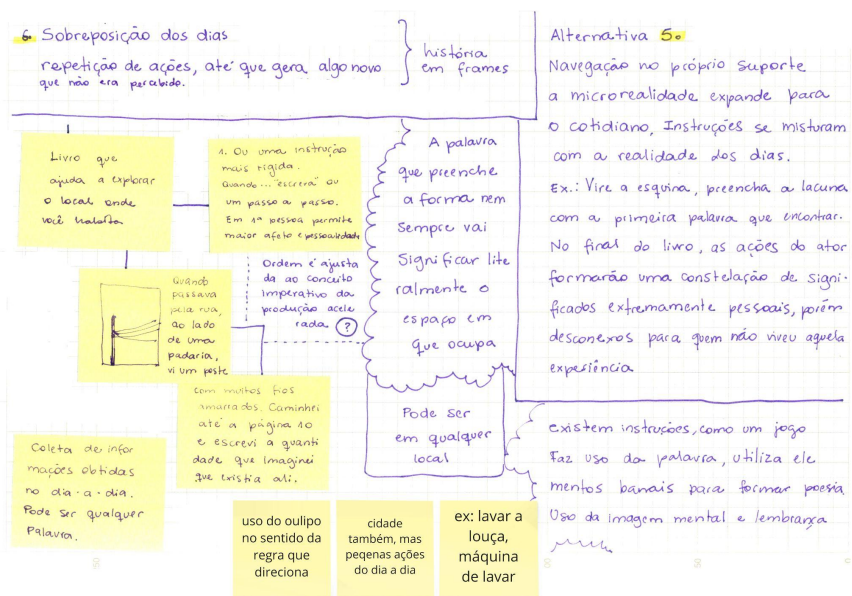 6. Sobreposição dos dias
repetição de ações, até que gera algo novo
que não era percebido.
história
em frames
Alternativa 5.
Navegação no próprio suporte
a microrealidade expande para
o cotidiano, Instruções se misturam
com a realidade dos dias.
Ex.: Vire a esquina, preencha a lacuna
com a primeira palavra que encontrar.
No final do livro, as ações do ator
formarão uma constelação de signi-
ficados extremamente pessoais, porém
desconexos para quem não viveu aquela
experiência
Livro que
ajuda a explorar
o local onde
você habita
1. Ou uma instrução
mais rígida.
Quando... "escreva" ou
um passo a passo.
Em 1ª pessoa permite
maior afeto e pessoalidade
A palavra
que preenche
a forma nem
Sempre vai
Significar lite
ralmente o
espaço em
que ocupa
Ordem é ajusta
da ao conceito
Imperativo da
produção acele
rada ?
Quando
passava
pela rua,
ao lado
de uma
padaria,
vi um poste
com muitos fios
amarrados. Caminhei
até a página 10
e escrevi a quanti
dade que Imaginei
que existia ali.
Pode ser
em qualquer
local
existem instruções, como um jogo
Faz uso da palavra, utiliza ele
mentos banais para formar poesia
Uso da imagem mental e lembrança
Coleta de infor
mações obtidas
no dia-a-dia.
Pode Ser qualquer
Palavra.
uso do oulipo
no sentido da
regra que
direciona
cidade
também, mas
peqenas ações
do dia a dia
ex: lavar a
louça,
máquina
de lavar